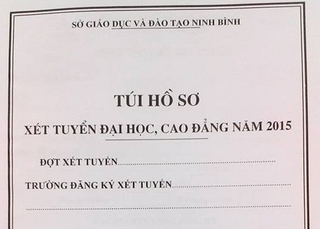 SỞ GIÁO DỤC VÀ ĐÀO TẠO NINH BÌNH
TÚI HỒ SƠ
XÉT TUYỂN ĐẠI HỌC, CAO ĐẲNG NĂM 2015
ĐỢT XÉT TUYỂN
TRƯỜNG ĐĂNG KÝ XÉT TUYỂN